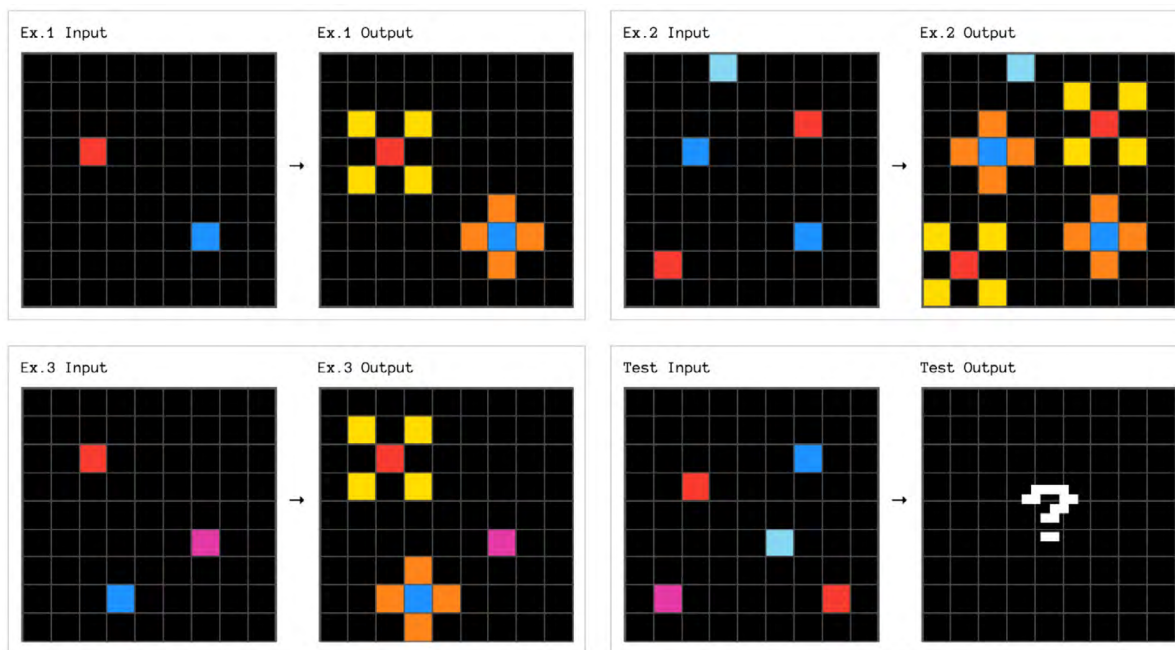 Ex.1 Input
Ex.1 Output
→
Ex.2 Input
Ex.2 Output
→
Ex.3 Input
Ex.3 Output
→
Test Input
Test Output
→
?